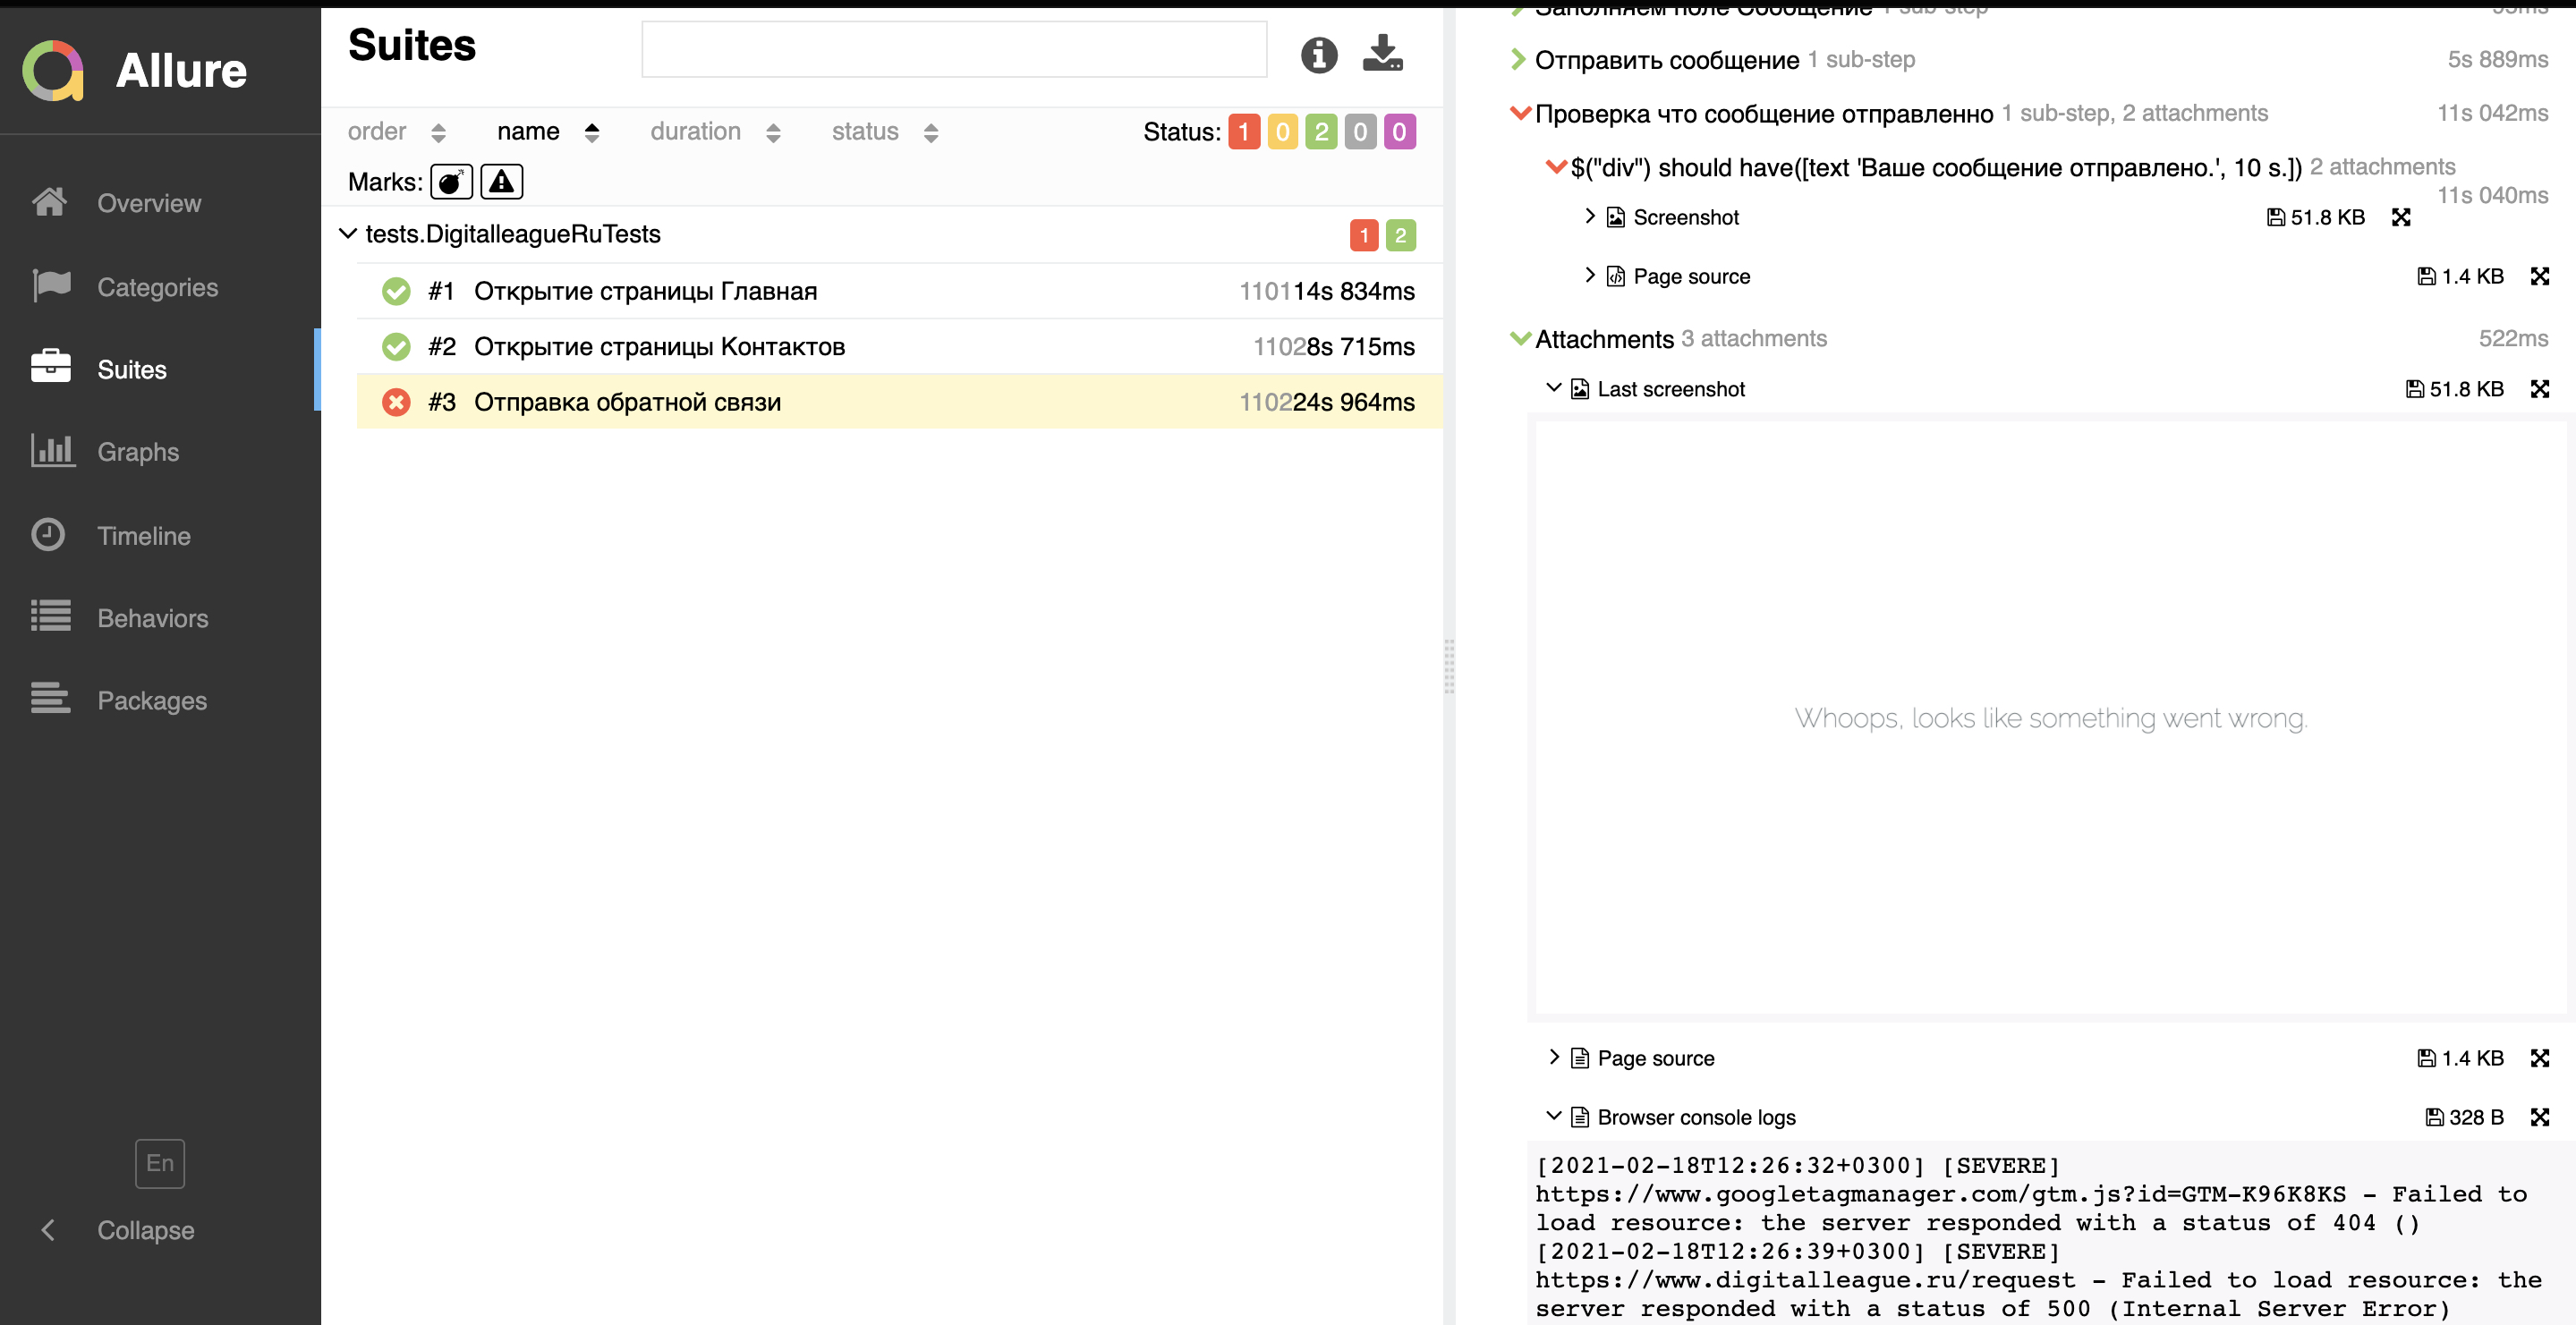 Allure
Overview
Categories
Suites
Graphs
Timeline
Behaviors
Packages
En
Collapse
Suites
order name duration status Status: 1 0 2 0 0
Marks:
tests.DigitalleagueRuTests 1 2
#1 Открытие страницы Главная 110114s 834ms
#2 Открытие страницы Контактов 11028s 715ms
#3 Отправка обратной связи 110224s 964ms
Заполняем поле Сообщение 1 sub-step
Отправить сообщение 1 sub-step 5s 889ms
Проверка что сообщение отправленно 1 sub-step, 2 attachments 11s 042ms
$("div") should have([text 'Ваше сообщение отправлено.', 10 s.]) 2 attachments
11s 040ms
Screenshot 51.8 KB
Page source 1.4 KB
Attachments 3 attachments 522ms
Last screenshot 51.8 KB
Whoops, looks like something went wrong.
Page source 1.4 KB
Browser console logs 328 B
[2021-02-18T12:26:32+0300] [SEVERE]
https://www.googletagmanager.com/gtm.js?id=GTM-K96K8KS - Failed to
load resource: the server responded with a status of 404 ()
[2021-02-18T12:26:39+0300] [SEVERE]
https://www.digitalleague.ru/request - Failed to load resource: the
server responded with a status of 500 (Internal Server Error)